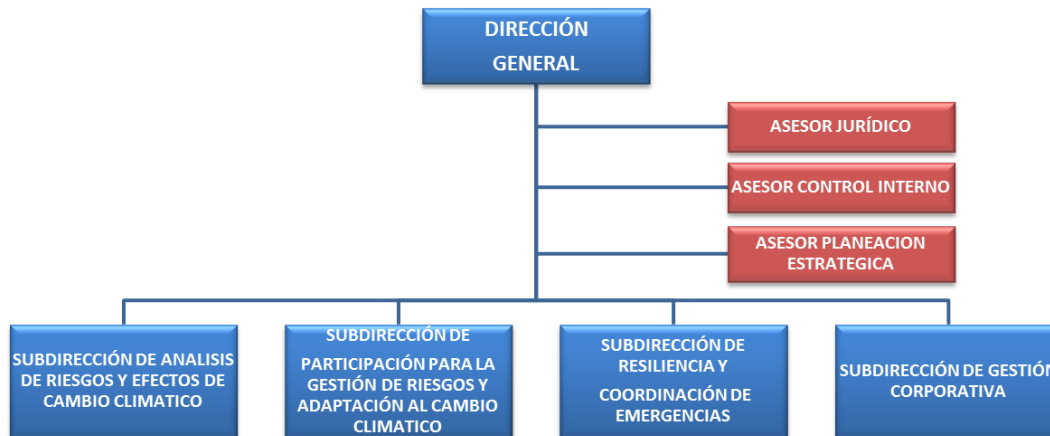 DIRECCIÓN
GENERAL
ASESOR JURÍDICO
ASESOR CONTROL INTERNO
ASESOR PLANEACION
ESTRATEGICA
SUBDIRECCIÓN DE ANALISIS
DE RIESGOS Y EFECTOS DE
CAMBIO CLIMATICO
SUBDIRECCIÓN DE
PARTICIPACIÓN PARA LA
GESTIÓN DE RIESGOS Y
ADAPTACIÓN AL CAMBIO
CLIMATICO
SUBDIRECCIÓN DE
RESILIENCIA Y
COORDINACIÓN DE
EMERGENCIAS
SUBDIRECCIÓN DE GESTIÓN
CORPORATIVA